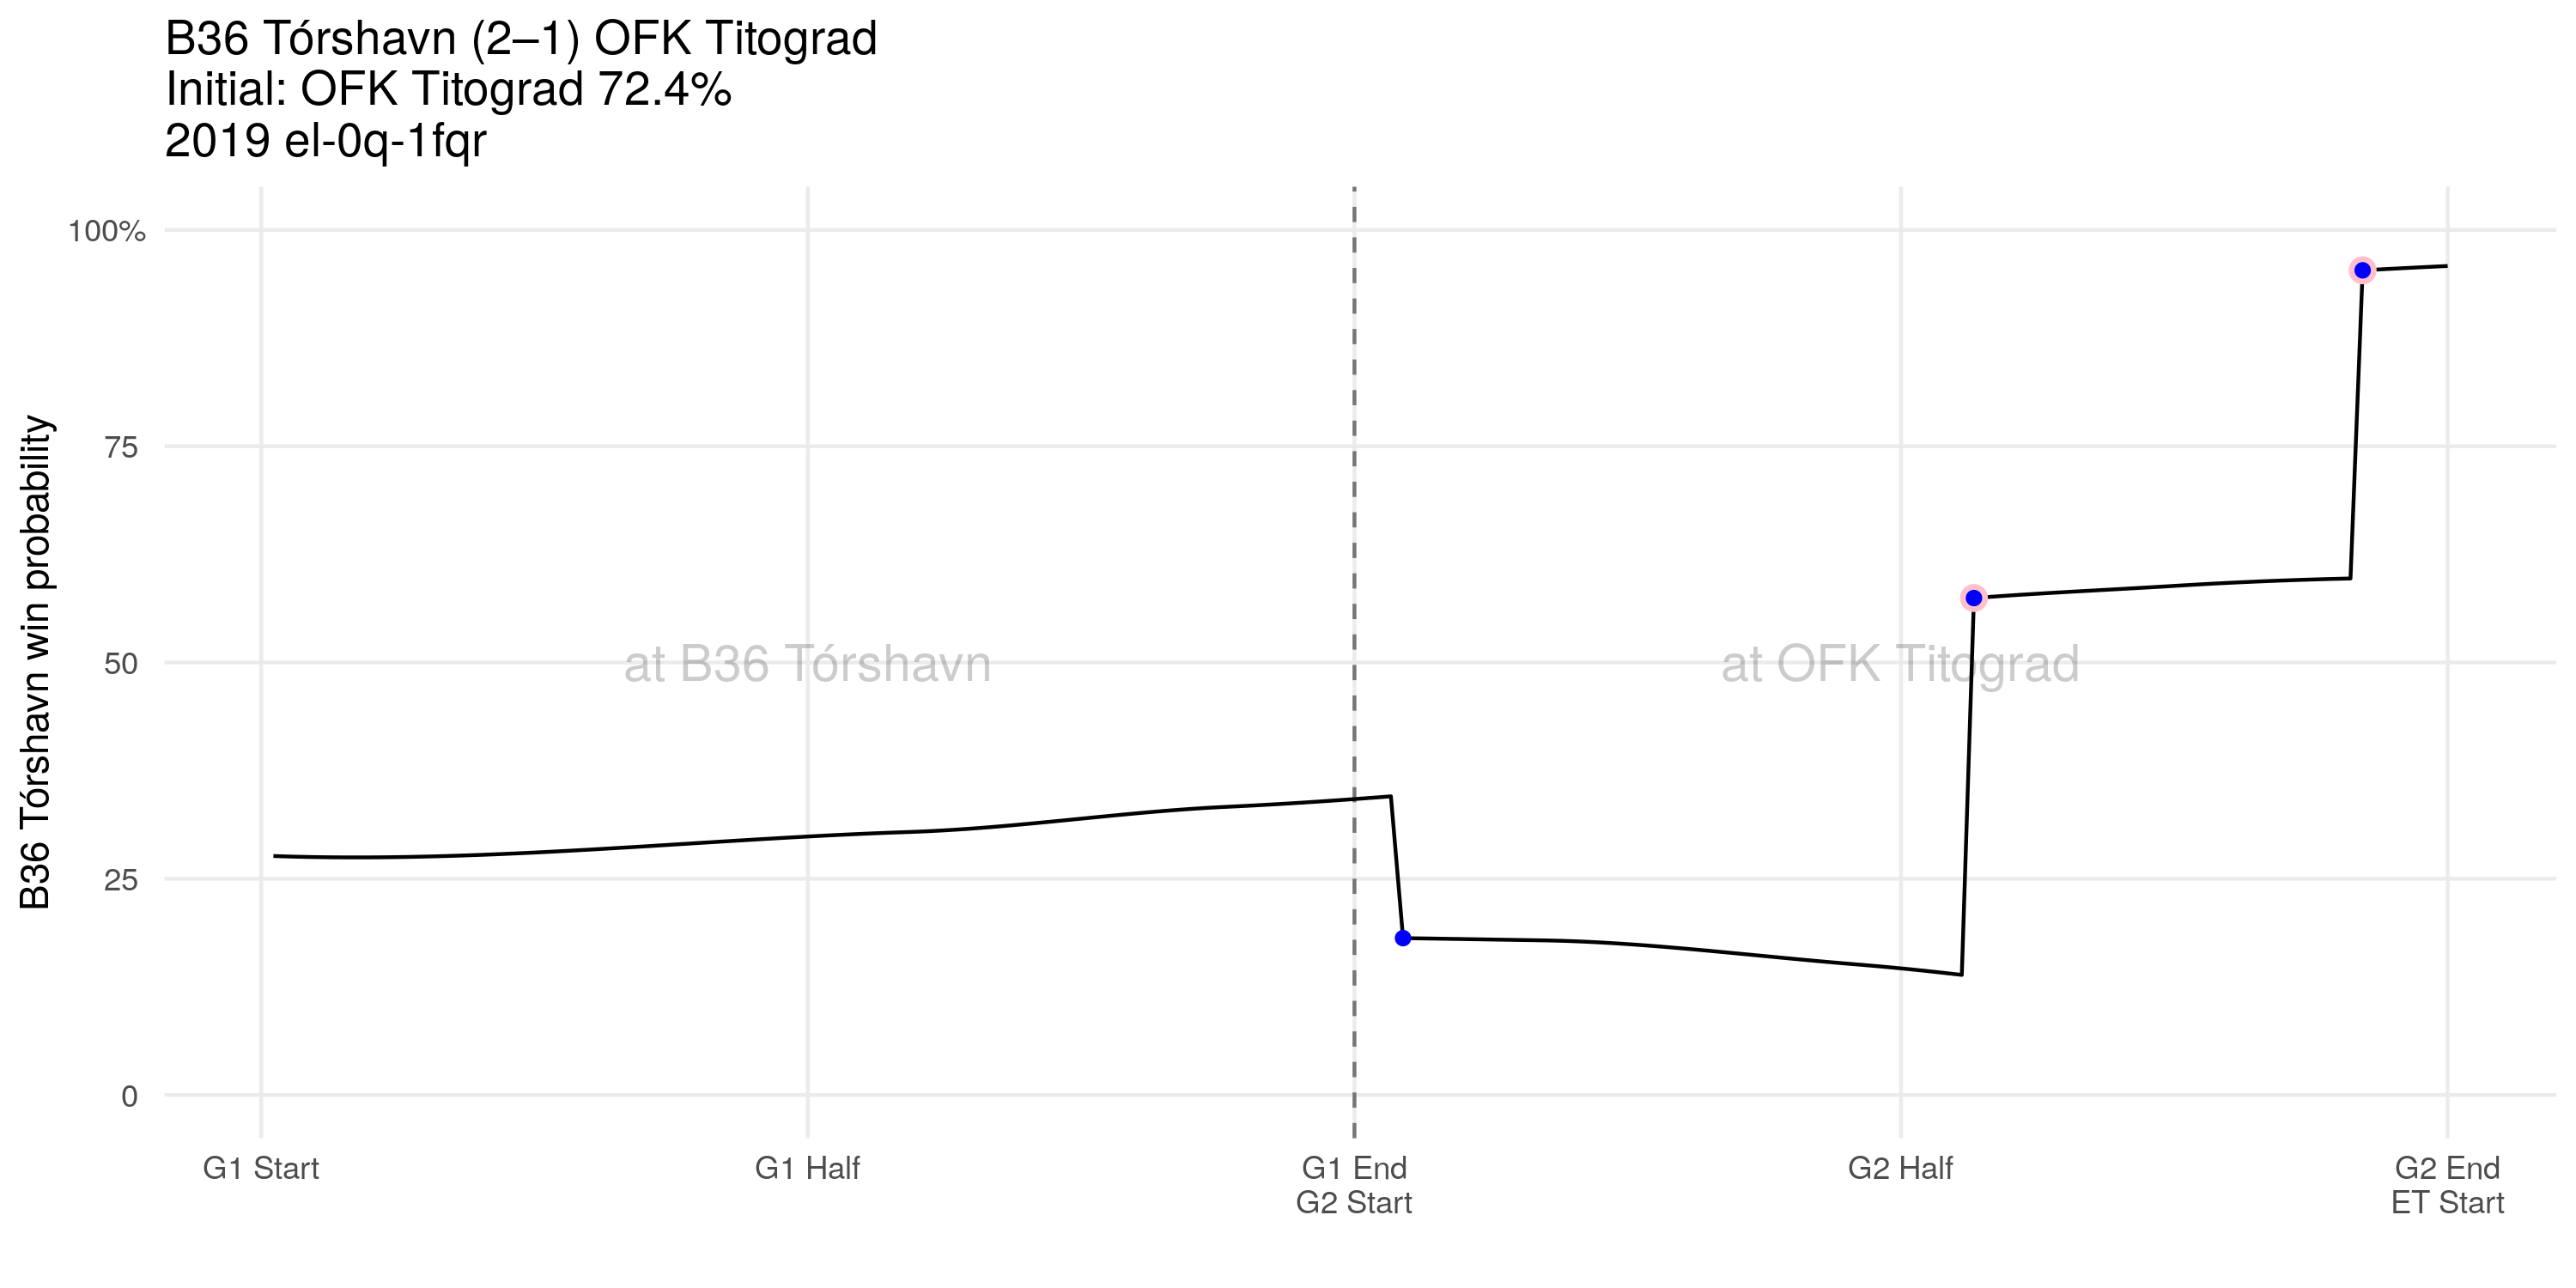 B36 Tórshavn (2–1) OFK Titograd
Initial: OFK Titograd 72.4%
2019 el-0q-1fqr
B36 Tórshavn win probability
100%
75
50
25
0
at B36 Tórshavn
at OFK Titograd
G1 Start
G1 Half
G1 End
G2 Start
G2 Half
G2 End
ET Start